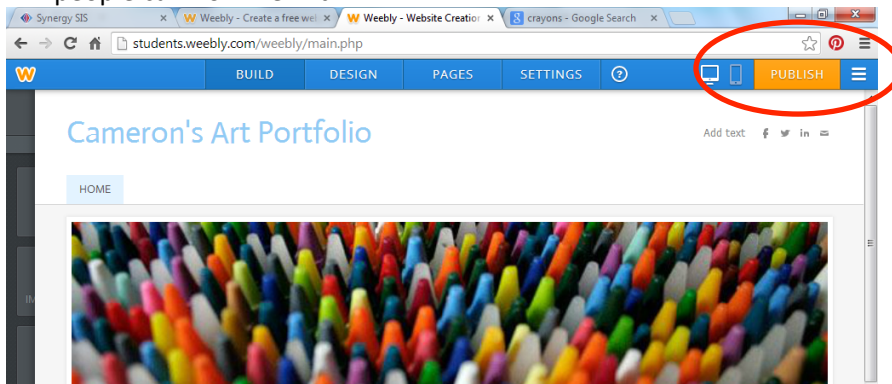 Synergy SIS
Weebly - Create a free wel
Weebly - Website Creation
crayons - Google Search
students.weebly.com/weebly/main.php
BUILD DESIGN PAGES SETTINGS
PUBLISH
Cameron's Art Portfolio
Add text
HOME
IM